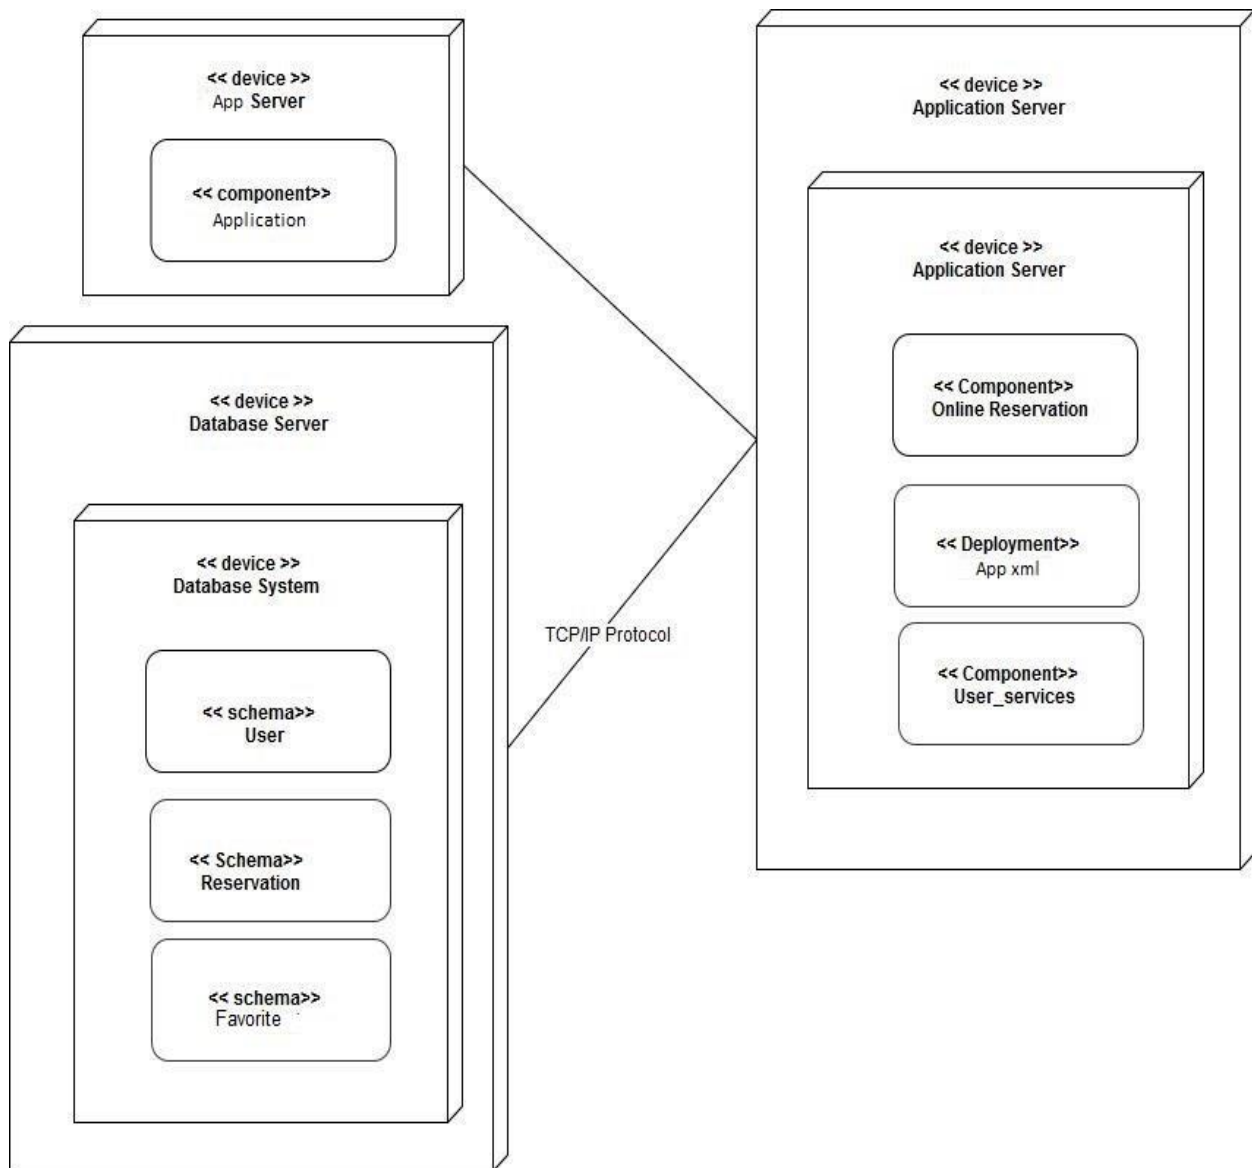 << device >>
App Server
<< component>>
Application
<< device >>
Database Server
<< device >>
Database System
<< schema>>
User
<< Schema>>
Reservation
<< schema>>
Favorite
TCP/IP Protocol
<< device >>
Application Server
<< device >>
Application Server
<< Component>>
Online Reservation
<< Deployment>>
App xml
<< Component>>
User_services